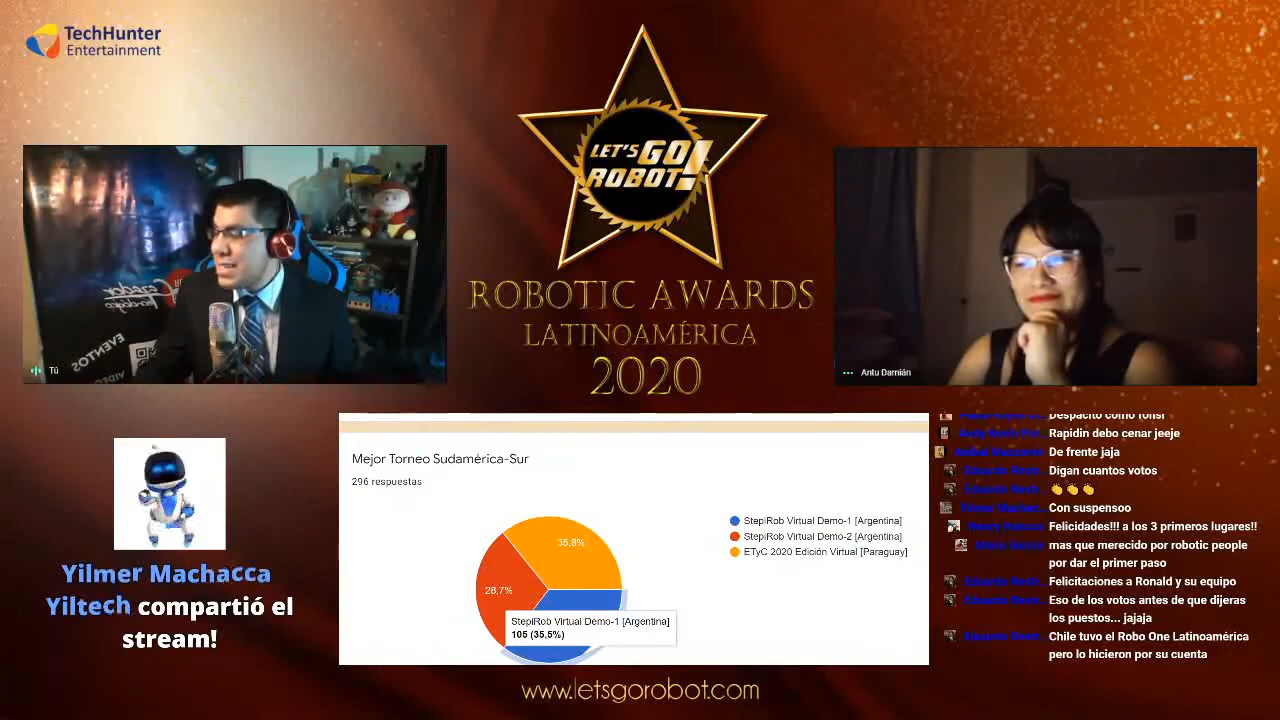 TechHunter
Entertainment
LET'S GO!
ROBOT!
ROBOTIC AWARDS
LATINOAMÉRICA
2020
EVENTOS
Tú
Antu Damián
Mejor Torneo Sudamérica-Sur
296 respuestas
35,8%
28,7%
StepiRob Virtual Demo-1 [Argentina]
105 (35,5%)
StepiRob Virtual Demo-1 [Argentina]
StepiRob Virtual Demo-2 [Argentina]
ETyC 2020 Edición Virtual [Paraguay]
Yilmer Machacca
Yiltech compartió el
stream!
Despacito como fonsi
Rapidin debo cenar jeeje
De frente jaja
Digan cuantos votos
👏👏👏
Con suspensoo
Felicidades!!! a los 3 primeros lugares!!
mas que merecido por robotic people
por dar el primer paso
Felicitaciones a Ronald y su equipo
Eso de los votos antes de que dijeras
los puestos... jajaja
Chile tuvo el Robo One Latinoamérica
pero lo hicieron por su cuenta
www.letsgorobot.com